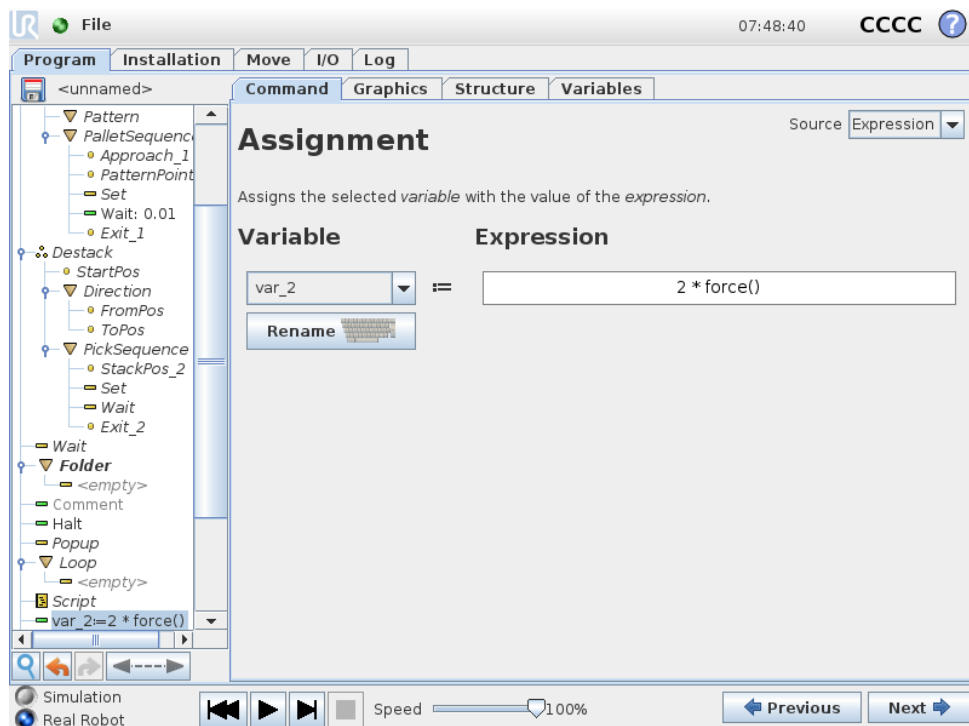 UR File 07:48:40 CCCC ?
Program Installation Move I/O Log
<unnamed>
Command Graphics Structure Variables
Pattern
PalletSequenc
Approach_1
PatternPoint
Set
Wait: 0.01
Exit_1
Destack
StartPos
Direction
FromPos
ToPos
PickSequence
StackPos_2
Set
Wait
Exit_2
Wait
Folder
<empty>
Comment
Halt
Popup
Loop
<empty>
Script
var_2:=2 * force()
Source Expression
Assignment
Assigns the selected variable with the value of the expression.
Variable Expression
var_2 := 2 * force()
Rename
Simulation
Real Robot
Speed 100%
Previous Next